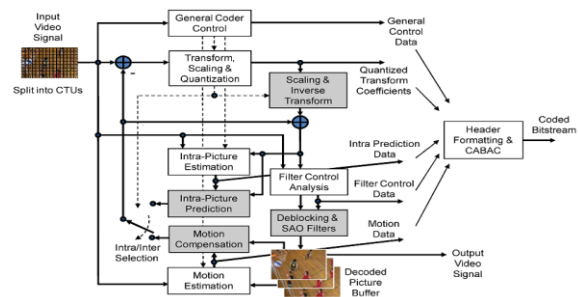 Input
Video
Signal
Split into CTUs
General Coder
Control
General
Control
Data
Transform,
Scaling &
Quantization
-
Scaling &
Inverse
Transform
Quantized
Transform
Coefficients
Header
Formatting &
CABAC
Coded
Bitstream
Intra-Picture
Estimation
Intra Prediction
Data
Filter Control
Analysis
Filter Control
Data
Intra-Picture
Prediction
Deblocking &
SAO Filters
Motion
Data
Motion
Compensation
Intra/Inter
Selection
Motion
Estimation
Decoded
Picture
Buffer
Output
Video
Signal